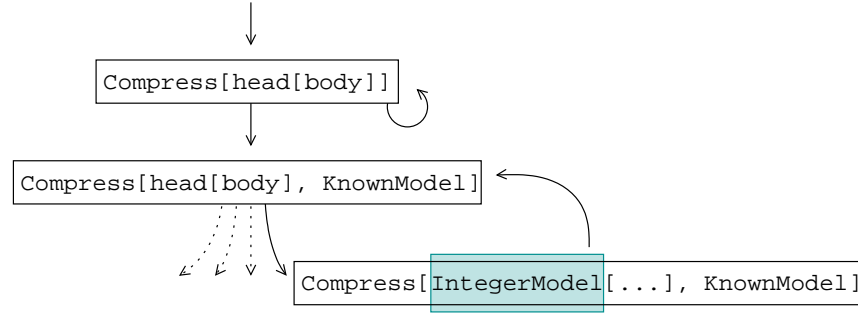 Compress[head[body]]
Compress[head[body], KnownModel]
Compress[IntegerModel[...], KnownModel]